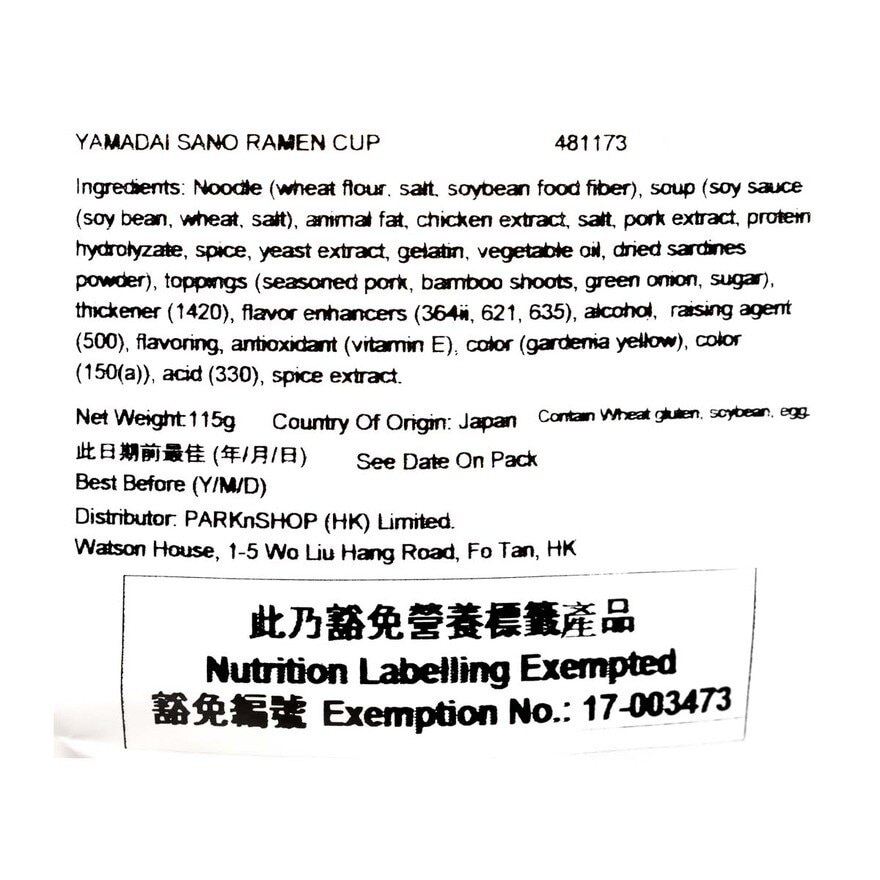 YAMADAI SANO RAMEN CUP 481173
Ingredients: Noodle (wheat flour, salt, soybean food fiber), soup (soy sauce
(soy bean, wheat, salt), animal fat, chicken extract, salt, pork extract, protein
hydrolyzate, spice, yeast extract, gelatin, vegetable oil, dried sardines
powder), toppings (seasoned pork, bamboo shoots, green onion, sugar),
thickener (1420), flavor enhancers (364ii, 621, 635), alcohol, raising agent
(500), flavoring, antioxidant (vitamin E), color (gardenia yellow), color
(150(a)), acid (330), spice extract.
Net Weight:115g Country Of Origin: Japan Contain Wheat gluten, soybean, egg.
此日期前最佳 (年/月/日) See Date On Pack
Best Before (Y/M/D)
Distributor: PARKnSHOP (HK) Limited.
Watson House, 1-5 Wo Liu Hang Road, Fo Tan, HK
此乃豁免營養標籤產品
Nutrition Labelling Exempted
豁免編號 Exemption No.: 17-003473